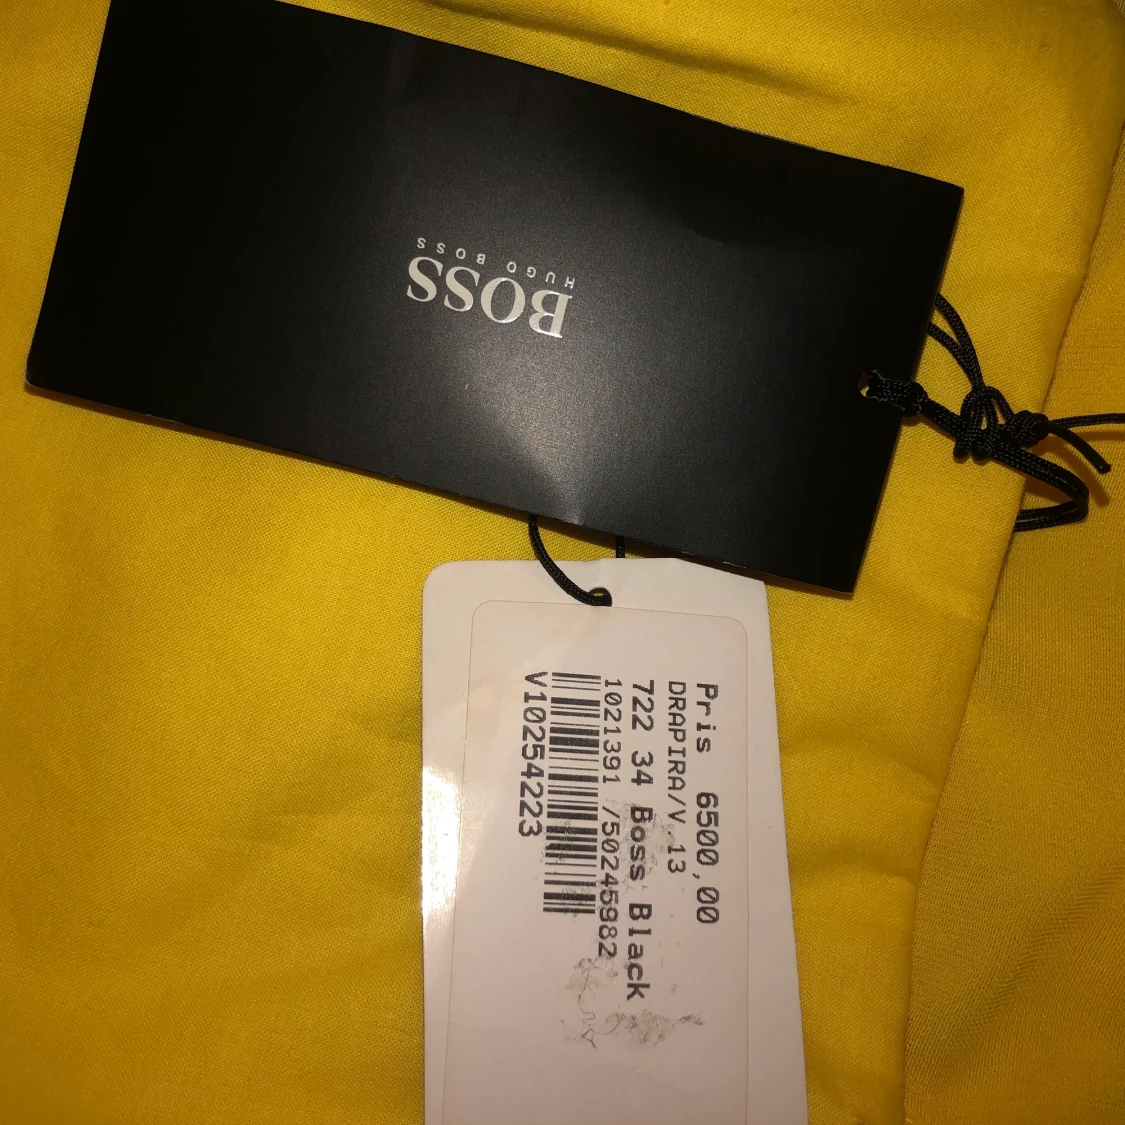 BOSS
HUGO BOSS
Pris 6500,00
DRAPIRA/V 13
722 34 Boss Black
1021391 /50245982
V10254223